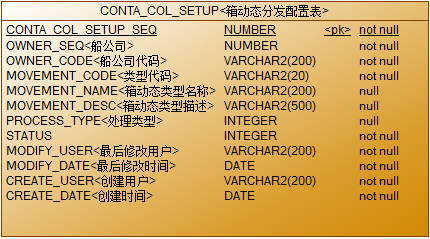 CONTA_COL_SETUP<箱动态分发配置表>
CONTA_COL_SETUP_SEQ NUMBER <pk> not null
OWNER_SEQ<船公司> NUMBER not null
OWNER_CODE<船公司代码> VARCHAR2(200) not null
MOVEMENT_CODE<类型代码> VARCHAR2(20) not null
MOVEMENT_NAME<箱动态类型名称> VARCHAR2(200) null
MOVEMENT_DESC<箱动态类型描述> VARCHAR2(500) null
PROCESS_TYPE<处理类型> INTEGER null
STATUS INTEGER not null
MODIFY_USER<最后修改用户> VARCHAR2(200) not null
MODIFY_DATE<最后修改时间> DATE not null
CREATE_USER<创建用户> VARCHAR2(200) not null
CREATE_DATE<创建时间> DATE not null